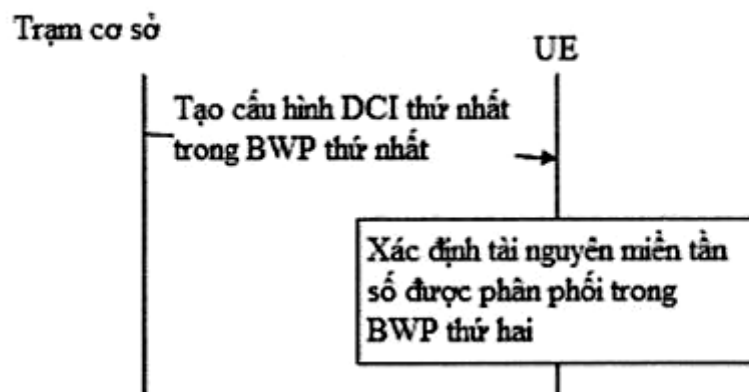 Trạm cơ sở
UE
Tạo cấu hình DCI thứ nhất
trong BWP thứ nhất
Xác định tài nguyên miền tần
số được phân phối trong
BWP thứ hai